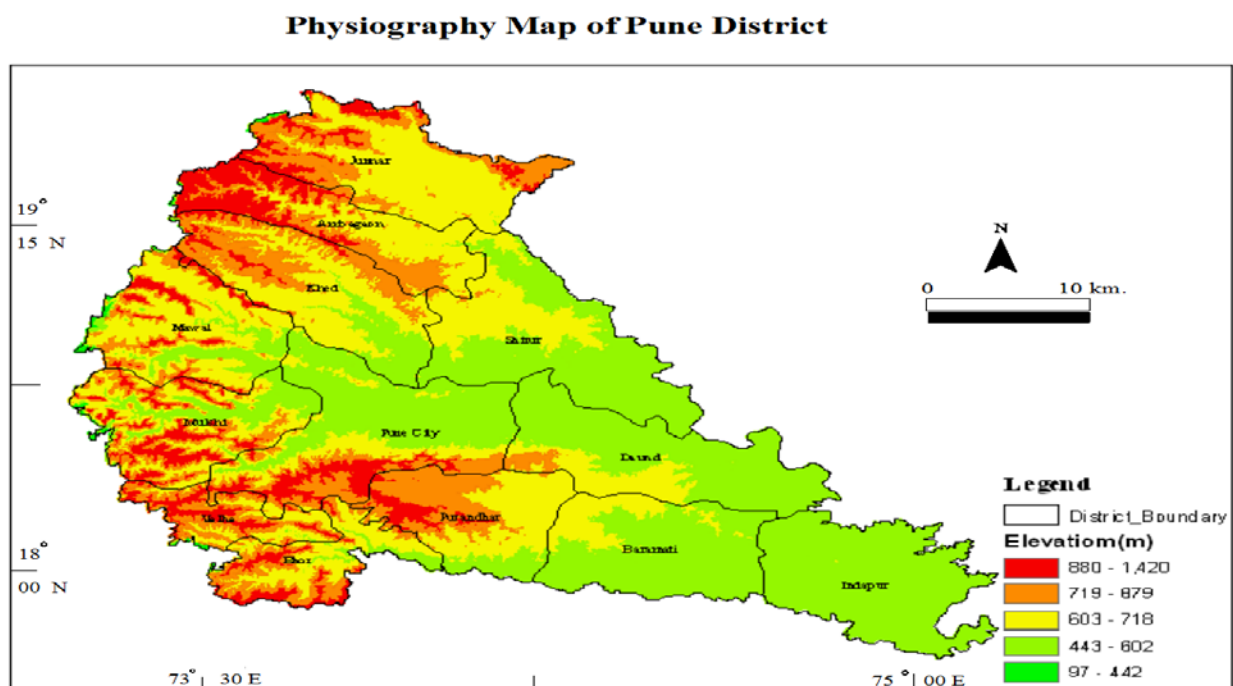 Physiography Map of Pune District
Junnar
19°
15 N
Ambegaon
N
Khed
0 10 km.
Mawal
Shirur
Mulshi
Pune City
Daund
Legend
Purandhar
District_Boundary
Velhe
Elevatiom(m)
Baramati
18°
Bhor
880 - 1,420
00 N
Indapur
719 - 879
603 - 718
443 - 602
73° 30 E
75° 00 E
97 - 442